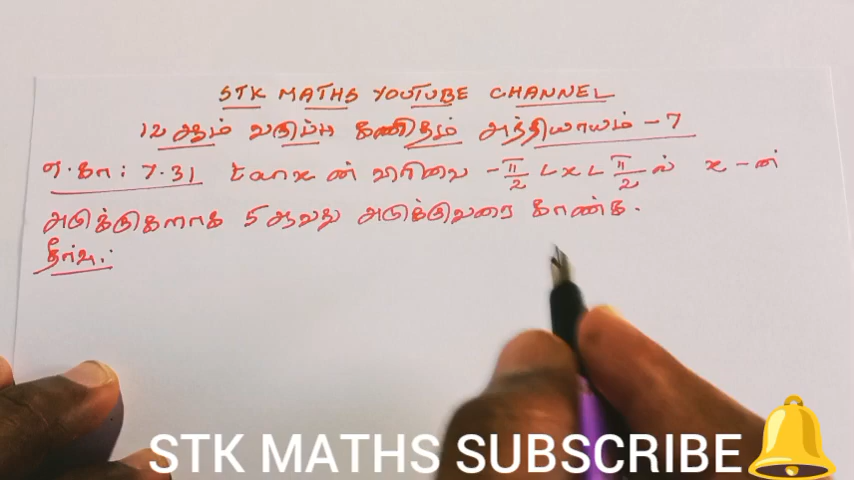 STK MATHS YOUTUBE CHANNEL
12 ஆம் வகுப்பு கணிதம் அத்தியாயம் - 7
எ.கா : 7.31 tanx ன் விரிவை -π/2 < x < π/2 ல் x - ன்
அடுக்குகளாக 5 ஆவது அடுக்குவரை காண்க.
தீர்வு :
STK MATHS SUBSCRIBE